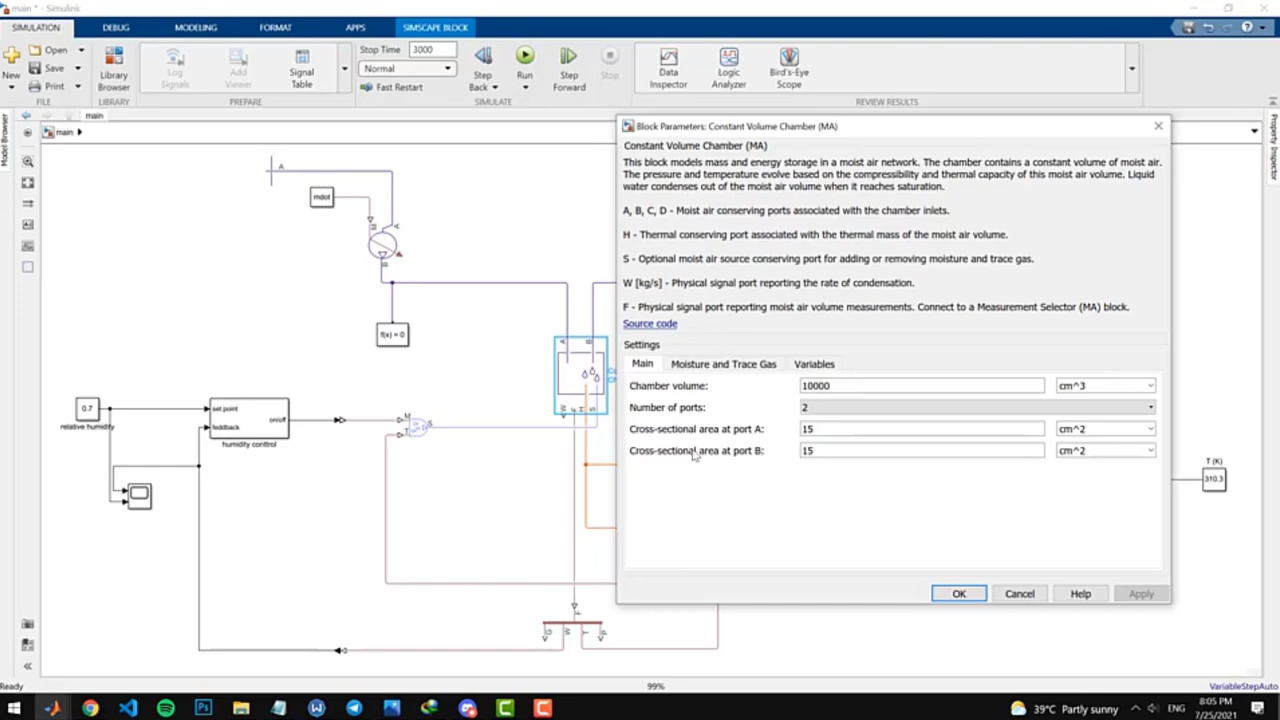 main * - Simulink
SIMULATION DEBUG MODELING FORMAT APPS SIMSCAPE BLOCK
New
Open
Save
Print
FILE
Library
Browser
LIBRARY
Log
Signals
Add
Viewer
Signal
Table
PREPARE
Stop Time 3000
Normal
Fast Restart
Step
Back
Run
Step
Forward
Stop
SIMULATE
Data
Inspector
Logic
Analyzer
Bird's-Eye
Scope
REVIEW RESULTS
main
main
Model Browser
Property Inspector
A
mdot
M
A
B
f(x) = 0
A B
W F H S
0.7
relative humidity
set point
feddback
on/off
humidity control
M
T
S
F
G W T P
T (K)
310.3
Block Parameters: Constant Volume Chamber (MA)
Constant Volume Chamber (MA)
This block models mass and energy storage in a moist air network. The chamber contains a constant volume of moist air.
The pressure and temperature evolve based on the compressibility and thermal capacity of this moist air volume. Liquid
water condenses out of the moist air volume when it reaches saturation.
A, B, C, D - Moist air conserving ports associated with the chamber inlets.
H - Thermal conserving port associated with the thermal mass of the moist air volume.
S - Optional moist air source conserving port for adding or removing moisture and trace gas.
W [kg/s] - Physical signal port reporting the rate of condensation.
F - Physical signal port reporting moist air volume measurements. Connect to a Measurement Selector (MA) block.
Source code
Settings
Main Moisture and Trace Gas Variables
Chamber volume: 10000 cm^3
Number of ports: 2
Cross-sectional area at port A: 15 cm^2
Cross-sectional area at port B: 15 cm^2
OK Cancel Help Apply
Ready 99% VariableStepAuto
39°C Partly sunny ENG 8:05 PM
7/25/2021